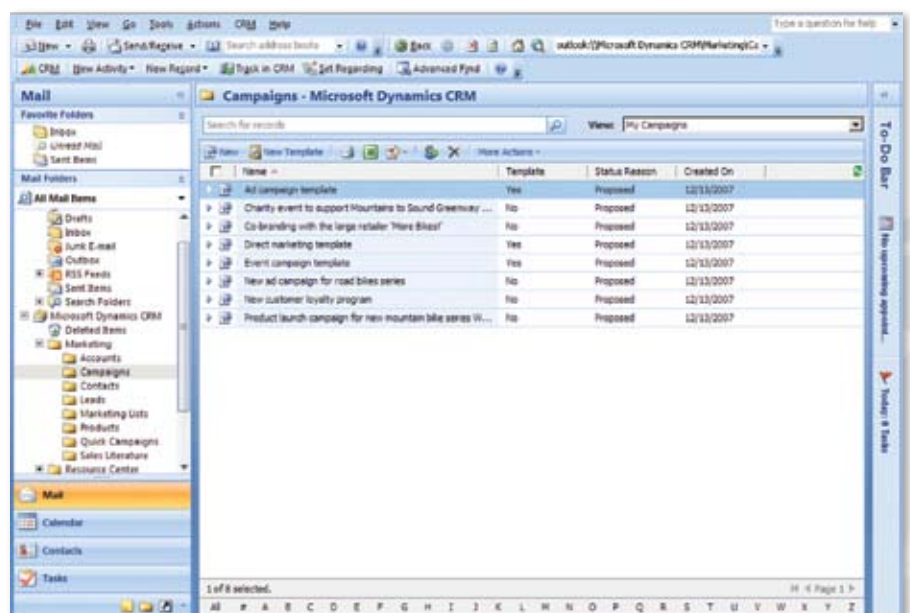 File Edit View Go Tools Actions CRM Help
Type a question for help
New Send/Receive Search address books Back outlook:\\Microsoft Dynamics CRM\Marketing\Ca
CRM New Activity New Record Track in CRM Set Regarding Advanced Find
Mail
Favorite Folders
Inbox
Unread Mail
Sent Items
Mail Folders
All Mail Items
Drafts
Inbox
Junk E-mail
Outbox
RSS Feeds
Sent Items
Search Folders
Microsoft Dynamics CRM
Deleted Items
Marketing
Accounts
Campaigns
Contacts
Leads
Marketing Lists
Products
Quick Campaigns
Sales Literature
Resource Center
Mail
Calendar
Contacts
Tasks
Campaigns - Microsoft Dynamics CRM
Search for records View: My Campaigns
New New Template More Actions
Name Template Status Reason Created On
Ad campaign template Yes Proposed 12/13/2007
Charity event to support Mountains to Sound Greenway ... No Proposed 12/13/2007
Co-branding with the large retailer 'More Bikes!' No Proposed 12/13/2007
Direct marketing template Yes Proposed 12/13/2007
Event campaign template Yes Proposed 12/13/2007
New ad campaign for road bikes series No Proposed 12/13/2007
New customer loyalty program No Proposed 12/13/2007
Product launch campaign for new mountain bike series W... No Proposed 12/13/2007
1 of 8 selected.
Page 1
All # A B C D E F G H I J K L M N O P Q R S T U V W X Y Z
To-Do Bar
No upcoming appoint...
Today: 0 Tasks